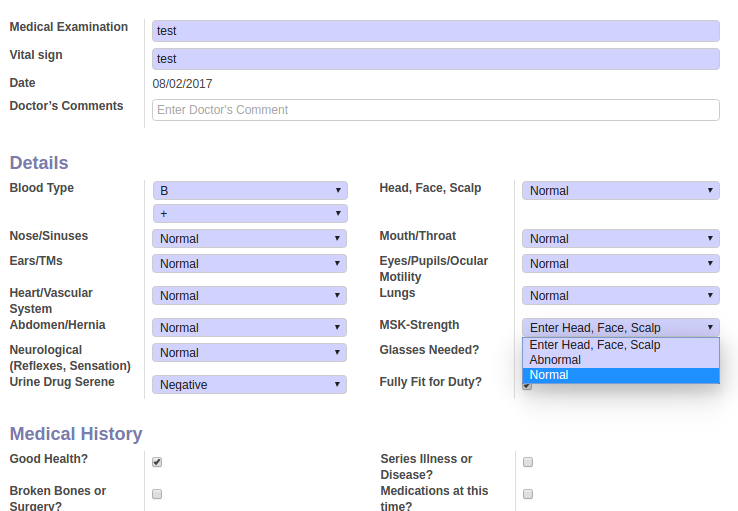 Medical Examination test
Vital sign test
Date 08/02/2017
Doctor's Comments Enter Doctor's Comment
Details
Blood Type B Head, Face, Scalp Normal
+
Nose/Sinuses Normal Mouth/Throat Normal
Ears/TMs Normal Eyes/Pupils/Ocular Normal
Motility
Heart/Vascular Normal Lungs Normal
System
Abdomen/Hernia Normal MSK-Strength Enter Head, Face, Scalp
Neurological Normal Glasses Needed? Enter Head, Face, Scalp
(Reflexes, Sensation) Abnormal
Urine Drug Serene Negative Fully Fit for Duty? Normal
Medical History
Good Health? Series Illness or
Disease?
Broken Bones or Medications at this
Surgery? time?